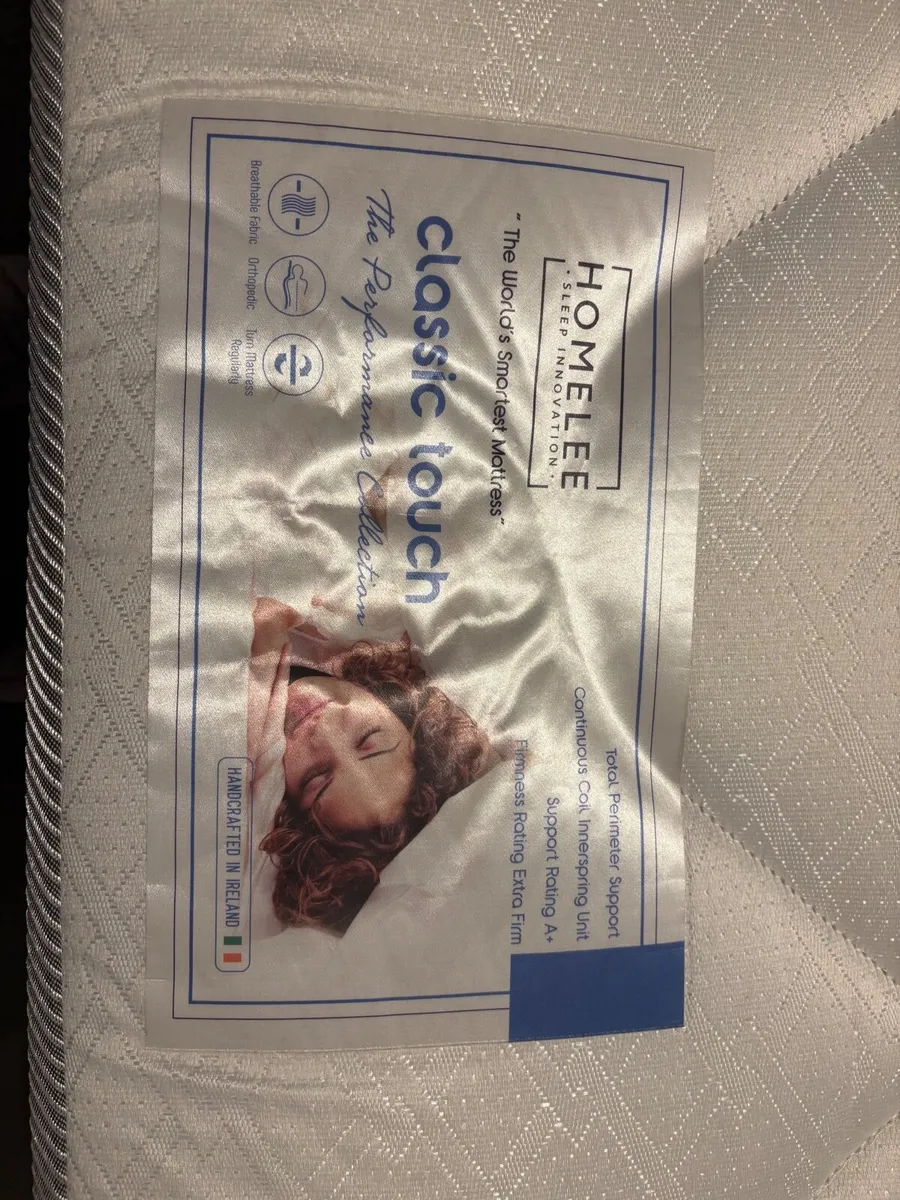 HOMELEE
· SLEEP INNOVATION ·
"The World's Smartest Mattress"
classic touch
The Performance Collection
Breathable Fabric
Orthopedic
Turn Mattress
Regularly
Total Perimeter Support
Continuous Coil Innerspring Unit
Support Rating A+
Firmness Rating Extra Firm
HANDCRAFTED IN IRELAND